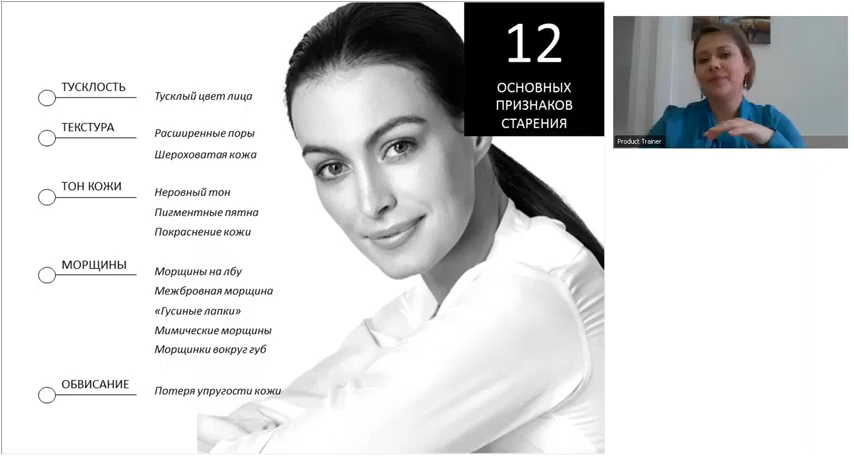 12
ОСНОВНЫХ
ПРИЗНАКОВ
СТАРЕНИЯ
ТУСКЛОСТЬ
Тусклый цвет лица
ТЕКСТУРА
Расширенные поры
Шероховатая кожа
ТОН КОЖИ
Неровный тон
Пигментные пятна
Покраснение кожи
МОРЩИНЫ
Морщины на лбу
Межбровная морщина
«Гусиные лапки»
Мимические морщины
Морщинки вокруг губ
ОБВИСАНИЕ
Потеря упругости кожи
Product Trainer